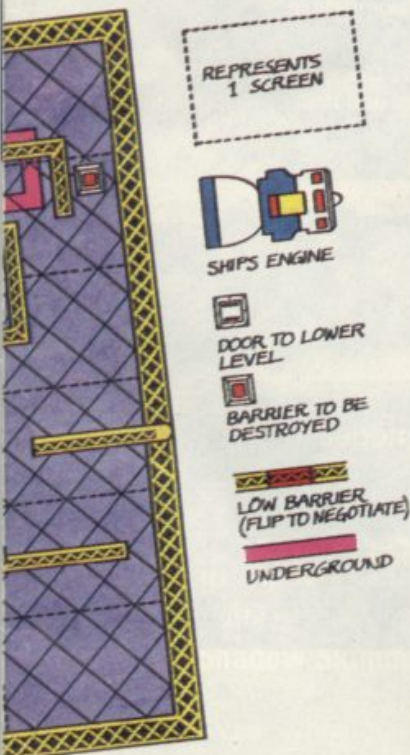 REPRESENTS
1 SCREEN
SHIPS ENGINE
DOOR TO LOWER
LEVEL
BARRIER TO BE
DESTROYED
LOW BARRIER
(FLIP TO NEGOTIATE)
UNDERGROUND